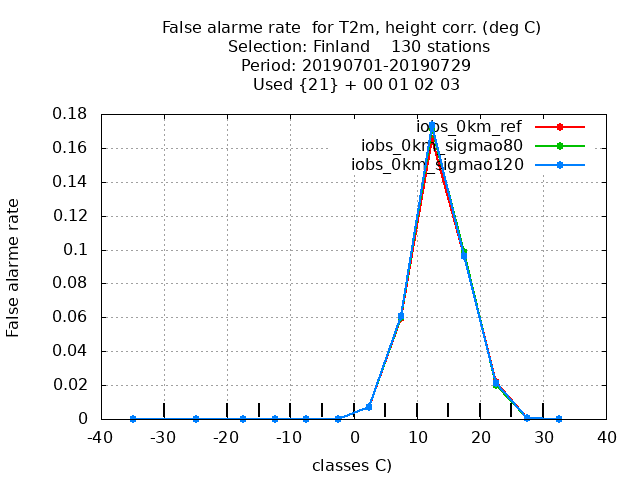 False alarme rate  for T2m, height corr. (deg C)
Selection: Finland    130 stations
Period: 20190701-20190729
Used {21} + 00 01 02 03
False alarme rate
0.18
0.16
0.14
0.12
0.1
0.08
0.06
0.04
0.02
0
iobs_0km_ref
iobs_0km_sigmao80
iobs_0km_sigmao120
-40 -30 -20 -10 0 10 20 30 40
classes C)